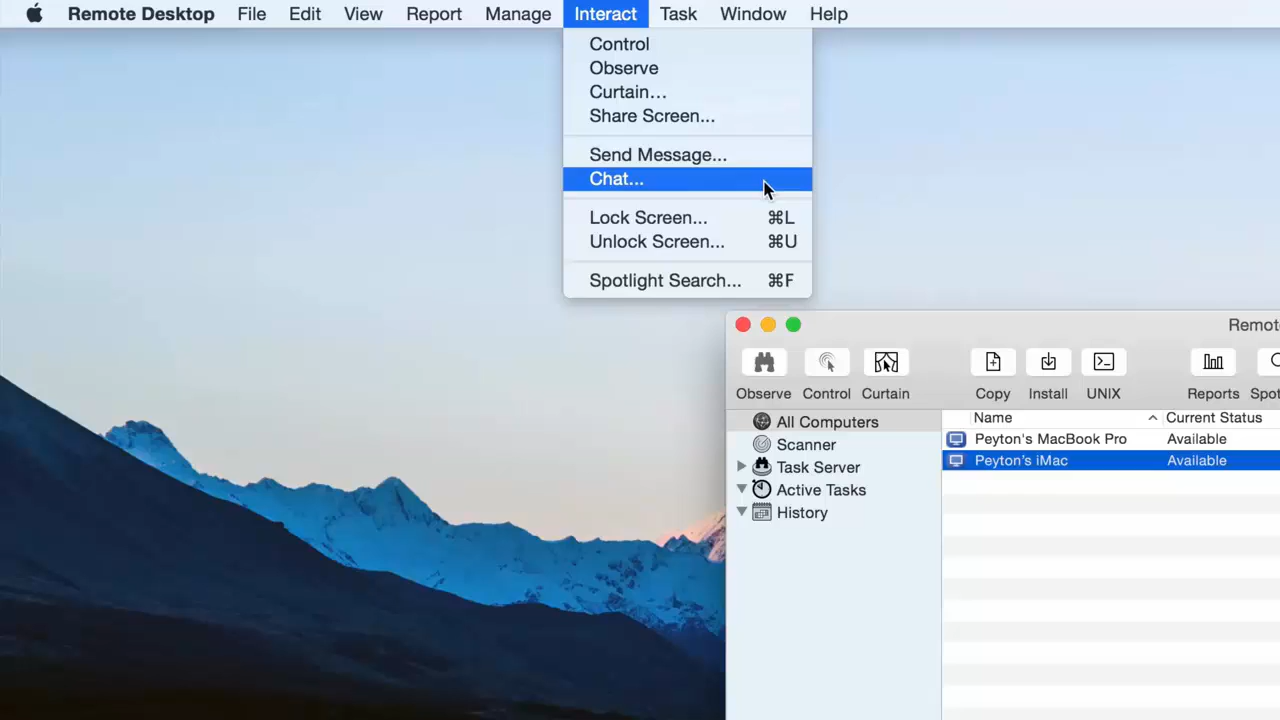 Remote Desktop File Edit View Report Manage Interact Task Window Help
Control
Observe
Curtain...
Share Screen...
Send Message...
Chat...
Lock Screen... ⌘L
Unlock Screen... ⌘U
Spotlight Search... ⌘F
Remot
Observe Control Curtain Copy Install UNIX Reports Spot
All Computers
Scanner
Task Server
Active Tasks
History
Name Current Status
Peyton's MacBook Pro Available
Peyton's iMac Available